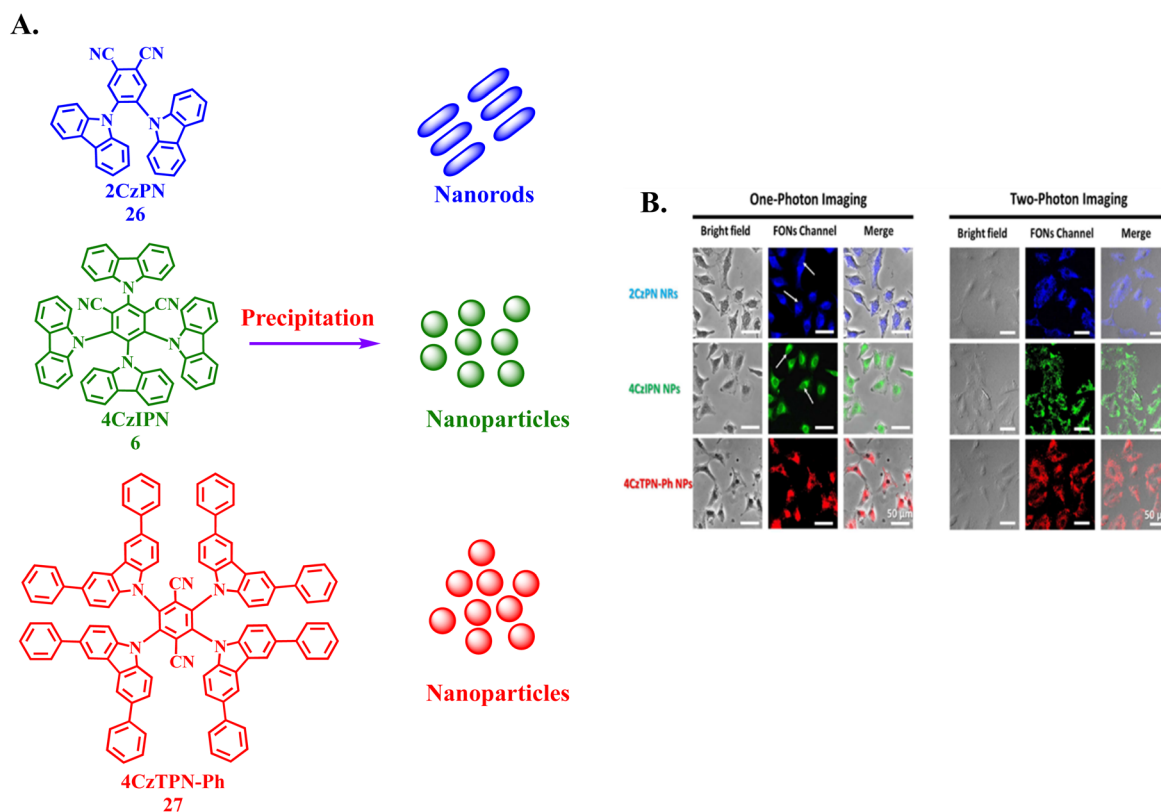 A.
NC
CN
N
N
2CzPN
26
Nanorods
N
NC
CN
N
N
N
4CzIPN
6
Precipitation
Nanoparticles
N
CN
N
N
CN
N
4CzTPN-Ph
27
Nanoparticles
B.
One-Photon Imaging
Two-Photon Imaging
Bright field
FONs Channel
Merge
Bright field
FONs Channel
Merge
2CzPN NRs
4CzIPN NPs
4CzTPN-Ph NPs
50 µm
50 µm